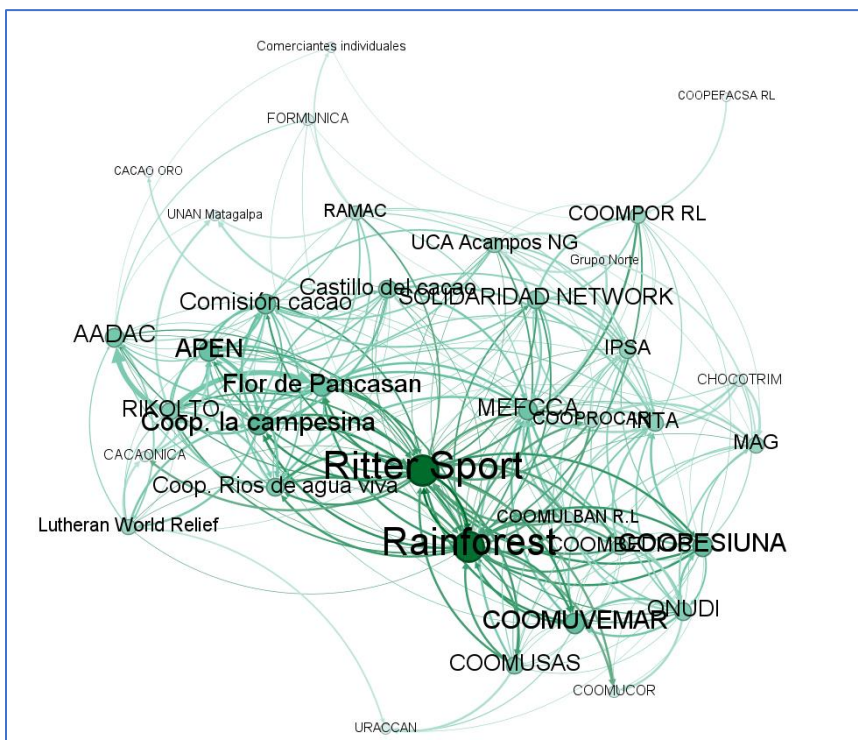 Comerciantes individuales
COOPEFACSA RL
FORMUNICA
CACAO ORO
UNAN Matagalpa
RAMAC
COOMPOR RL
UCA Acampos NG
Grupo Norte
Castillo del cacao
SOLIDARIDAD NETWORK
Comisión cacao
AADAC
APEN
IPSA
Flor de Pancasan
CHOCOTRIM
RIKOLTO
MEFCCA
COOPROCAR
INTA
Coop. la campesina
MAG
CACAONICA
Ritter Sport
Coop. Rios de agua viva
COOMULBAN R.L
Lutheran World Relief
Rainforest
COOPESIUNA
ONUDI
COOMUVEMAR
COOMUSAS
COOMUCOR
URACCAN